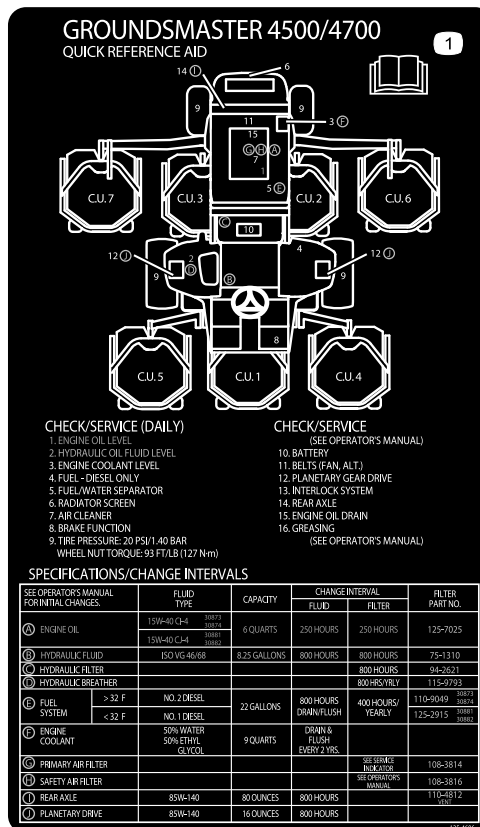 GROUNDSMASTER 4500/4700
QUICK REFERENCE AID
1
14 I
6
9
9
11
15
3 F
G H A
7
1
5 E
C.U. 7
C.U. 3
C.U. 2
C.U. 6
C
10
12 J
2
D
B
4
12 J
9
9
8
C.U. 5
C.U. 1
C.U. 4
CHECK/SERVICE (DAILY)
1. ENGINE OIL LEVEL
2. HYDRAULIC OIL FLUID LEVEL
3. ENGINE COOLANT LEVEL
4. FUEL - DIESEL ONLY
5. FUEL/WATER SEPARATOR
6. RADIATOR SCREEN
7. AIR CLEANER
8. BRAKE FUNCTION
9. TIRE PRESSURE: 20 PSI/1.40 BAR
WHEEL NUT TORQUE: 93 FT/LB (127 N·m)
CHECK/SERVICE
(SEE OPERATOR'S MANUAL)
10. BATTERY
11. BELTS (FAN, ALT.)
12. PLANETARY GEAR DRIVE
13. INTERLOCK SYSTEM
14. REAR AXLE
15. ENGINE OIL DRAIN
16. GREASING
(SEE OPERATOR'S MANUAL)
SPECIFICATIONS/CHANGE INTERVALS
SEE OPERATOR'S MANUAL FOR INITIAL CHANGES. FLUID TYPE CAPACITY CHANGE INTERVAL FLUID FILTER FILTER PART NO.
A ENGINE OIL 15W-40 CJ-4 30873 30874 6 QUARTS 250 HOURS 250 HOURS 125-7025
15W-40 CJ-4 30881 30882
B HYDRAULIC FLUID ISO VG 46/68 8.25 GALLONS 800 HOURS 800 HOURS 75-1310
C HYDRAULIC FILTER 800 HOURS 94-2621
D HYDRAULIC BREATHER 800 HRS/YRLY 115-9793
E FUEL SYSTEM > 32 F NO. 2 DIESEL 22 GALLONS 800 HOURS DRAIN/FLUSH 400 HOURS/ YEARLY 110-9049 30873 30874
< 32 F NO. 1 DIESEL 125-2915 30881 30882
F ENGINE COOLANT 50% WATER 50% ETHYL GLYCOL 9 QUARTS DRAIN & FLUSH EVERY 2 YRS.
G PRIMARY AIR FILTER SEE SERVICE INDICATOR 108-3814
H SAFETY AIR FILTER SEE OPERATOR'S MANUAL 108-3816
I REAR AXLE 85W-140 80 OUNCES 800 HOURS 110-4812 VENT
J PLANETARY DRIVE 85W-140 16 OUNCES 800 HOURS